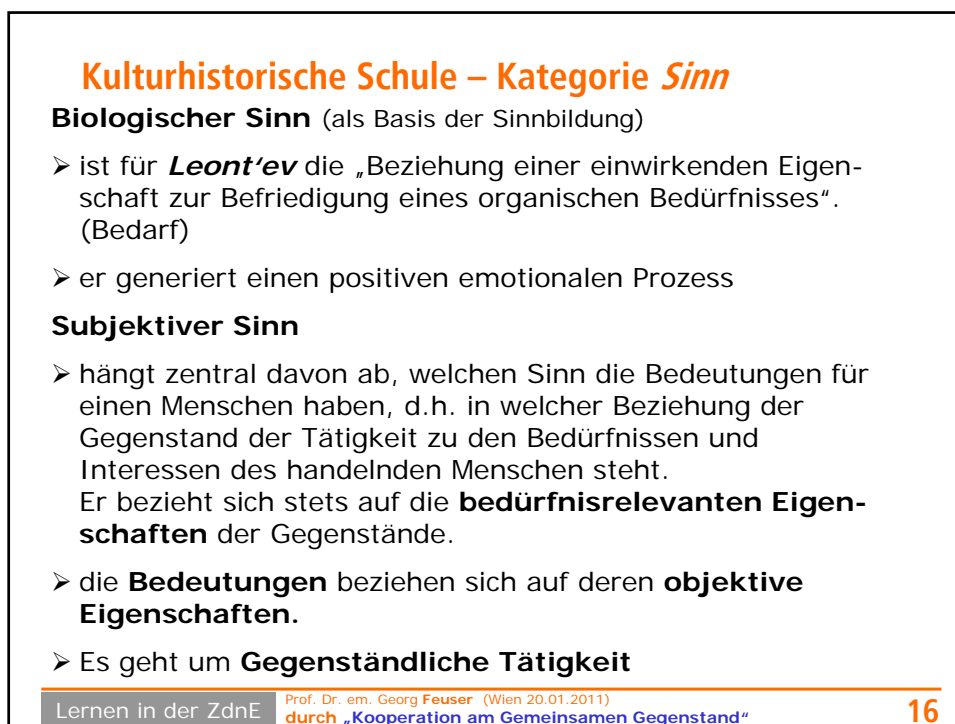 Kulturhistorische Schule – Kategorie Sinn
Biologischer Sinn (als Basis der Sinnbildung)
➢ ist für Leont'ev die „Beziehung einer einwirkenden Eigen-
schaft zur Befriedigung eines organischen Bedürfnisses“.
(Bedarf)
➢ er generiert einen positiven emotionalen Prozess
Subjektiver Sinn
➢ hängt zentral davon ab, welchen Sinn die Bedeutungen für
einen Menschen haben, d.h. in welcher Beziehung der
Gegenstand der Tätigkeit zu den Bedürfnissen und
Interessen des handelnden Menschen steht.
Er bezieht sich stets auf die bedürfnisrelevanten Eigen-
schaften der Gegenstände.
➢ die Bedeutungen beziehen sich auf deren objektive
Eigenschaften.
➢ Es geht um Gegenständliche Tätigkeit
Lernen in der ZdnE
Prof. Dr. em. Georg Feuser (Wien 20.01.2011)
durch „Kooperation am Gemeinsamen Gegenstand“
16